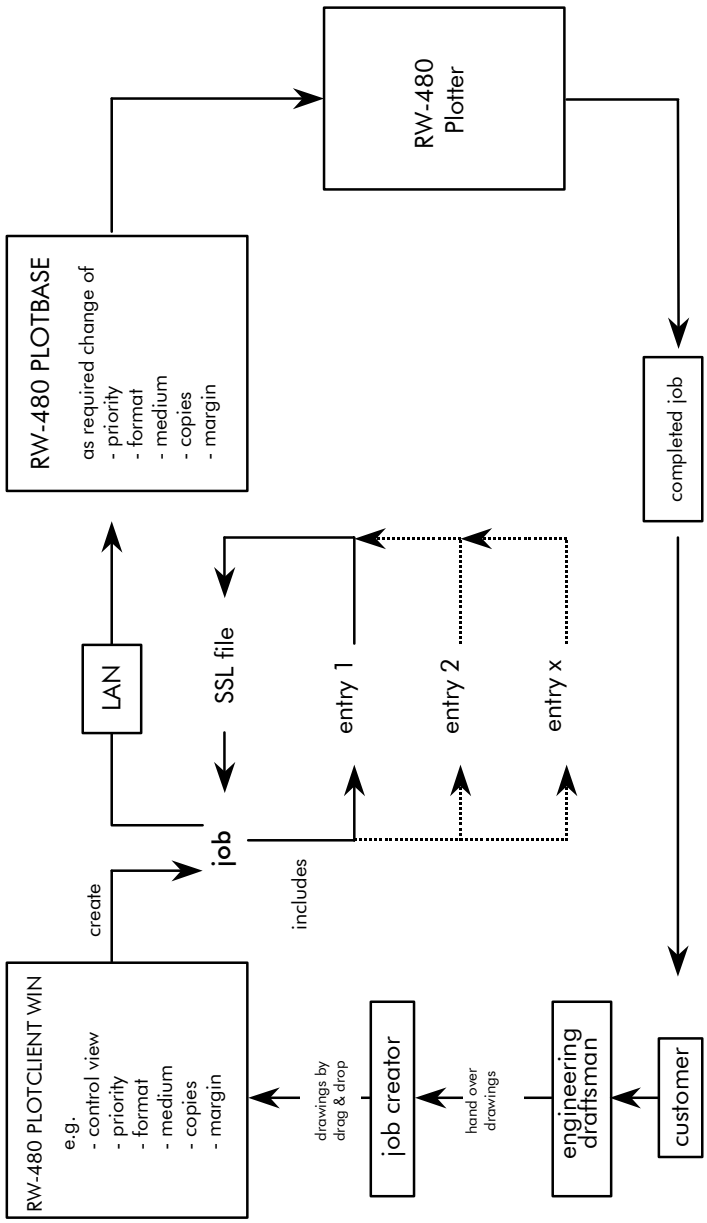 RW-480 PLOTCLIENT WIN
e.g.
- control view
- priority
- format
- medium
- copies
- margin
create
drawings by
drag & drop
job creator
hand over
drawings
engineering
draftsman
customer
job
includes
LAN
SSL file
entry 1
entry 2
entry x
RW-480 PLOTBASE
as required change of
- priority
- format
- medium
- copies
- margin
RW-480
Plotter
completed job